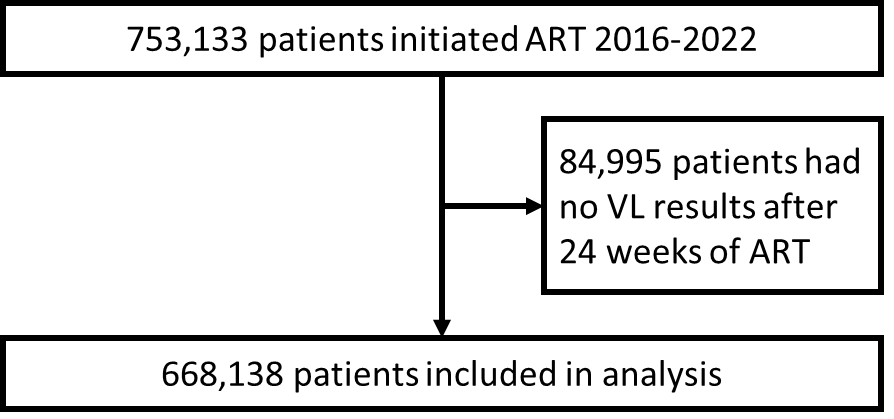 753,133 patients initiated ART 2016-2022
84,995 patients had
no VL results after
24 weeks of ART
668,138 patients included in analysis